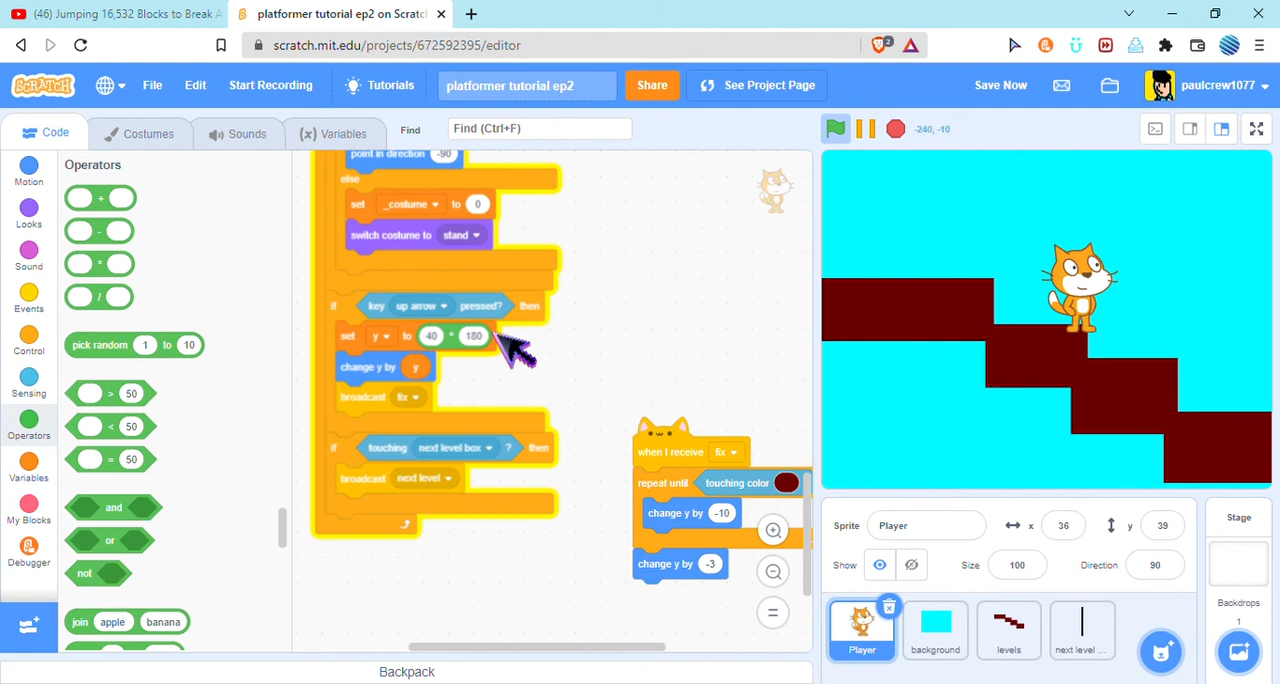 (46) Jumping 16,532 Blocks to Break A
platformer tutorial ep2 on Scratch
scratch.mit.edu/projects/672592395/editor
2
SCRATCH
File
Edit
Start Recording
Tutorials
platformer tutorial ep2
Share
See Project Page
Save Now
paulcrew1077
Code
Costumes
Sounds
(x) Variables
Find
Find (Ctrl+F)
-240, -10
Motion
Looks
Sound
Events
Control
Sensing
Operators
Variables
My Blocks
Debugger
Operators
+
-
*
/
pick random 1 to 10
> 50
< 50
= 50
and
or
not
join apple banana
point in direction -90
else
set _costume to 0
switch costume to stand
if key up arrow pressed? then
set y to 40 * 180
change y by y
broadcast fix
if touching next level box ? then
broadcast next level
when I receive fix
repeat until touching color
change y by -10
change y by -3
Sprite Player x 36 y 39
Show Size 100 Direction 90
Player
background
levels
next level ...
Stage
Backdrops
1
Backpack